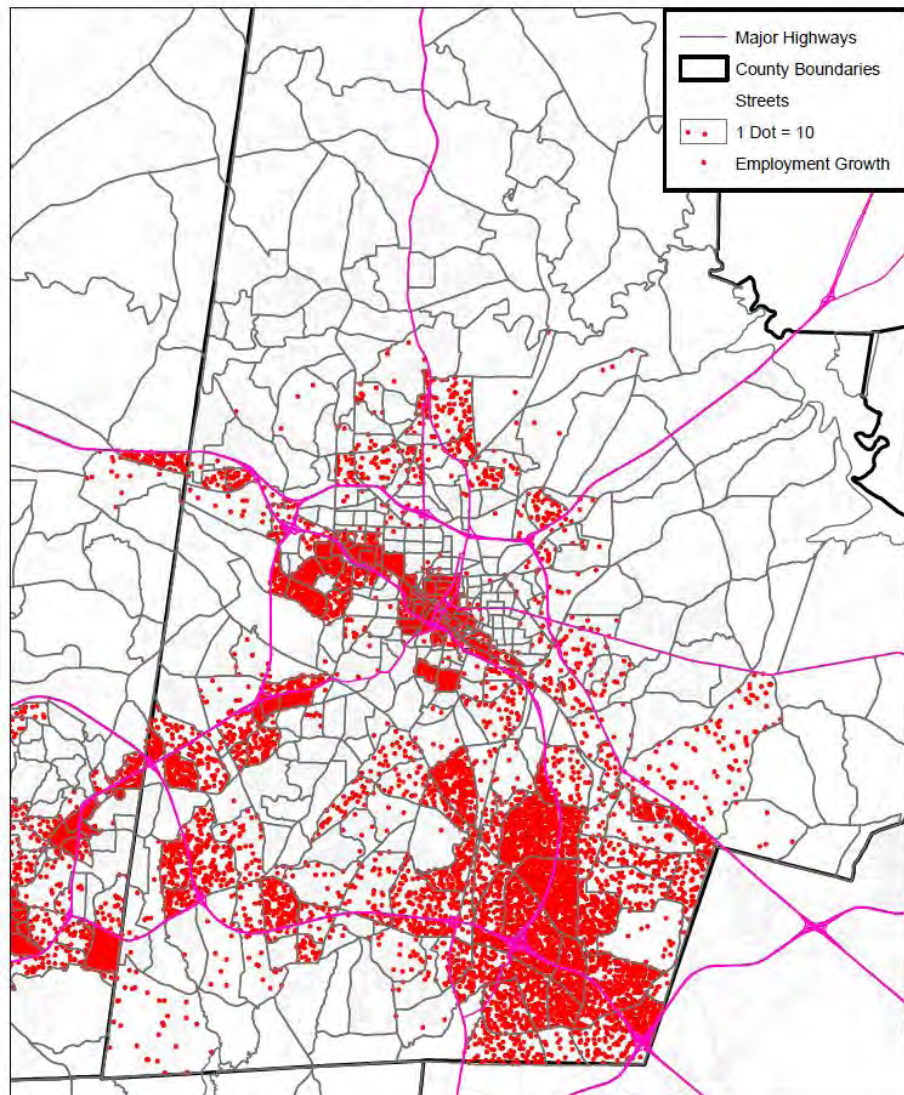 Major Highways
County Boundaries
Streets
1 Dot = 10
Employment Growth